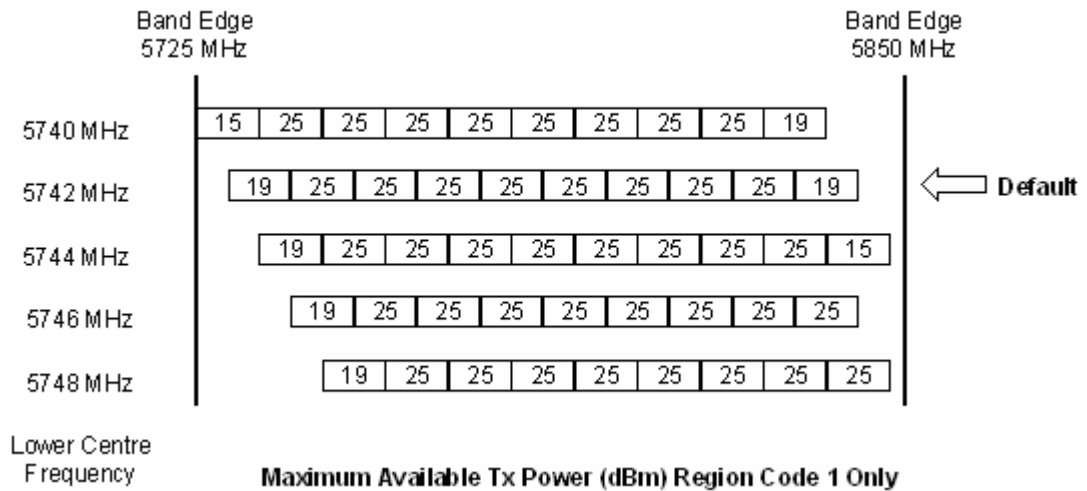 Band Edge
5725 MHz
Band Edge
5850 MHz
5740 MHz 15 25 25 25 25 25 25 25 25 19
5742 MHz 19 25 25 25 25 25 25 25 25 19
Default
5744 MHz 19 25 25 25 25 25 25 25 25 15
5746 MHz 19 25 25 25 25 25 25 25 25
5748 MHz 19 25 25 25 25 25 25 25 25
Lower Centre
Frequency
Maximum Available Tx Power (dBm) Region Code 1 Only